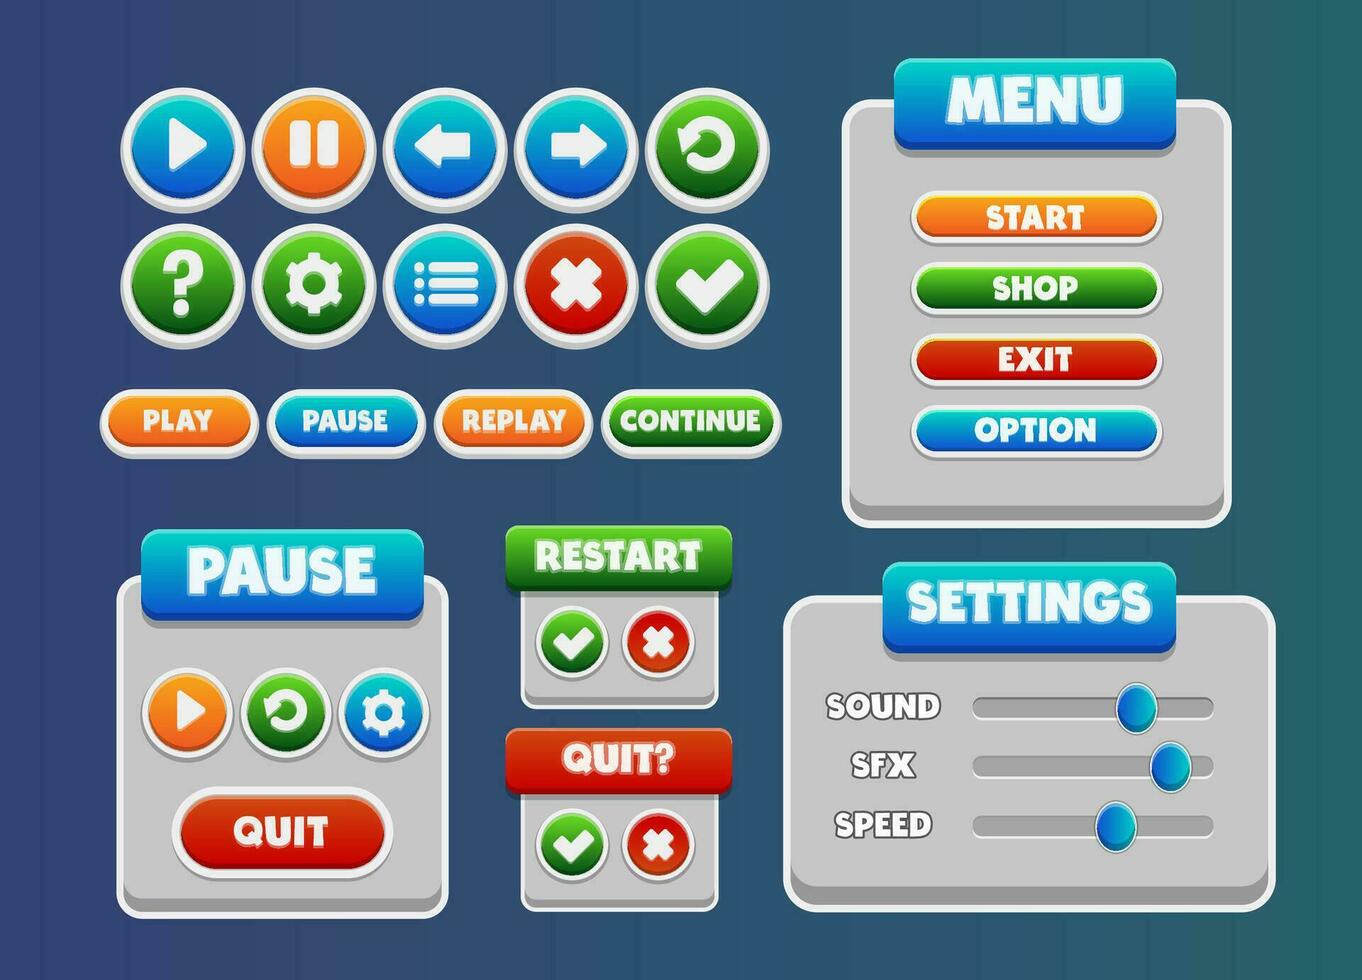 MENU
START
SHOP
EXIT
OPTION
PLAY
PAUSE
REPLAY
CONTINUE
PAUSE
QUIT
RESTART
QUIT?
SETTINGS
SOUND
SFX
SPEED